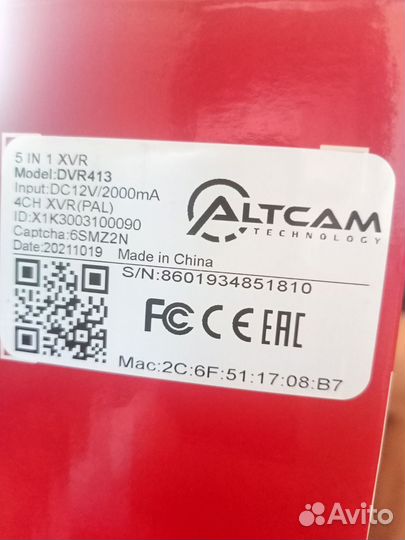 5 IN 1 XVR
Model:DVR413
Input:DC12V/2000mA
4CH XVR(PAL)
ID:X1K3003100090
Captcha:6SMZ2N
Date:20211019 Made in China
ALTCAM
TECHNOLOGY
S/N:8601934851810
FC CE EAC
Mac:2C:6F:51:17:08:B7
Avito